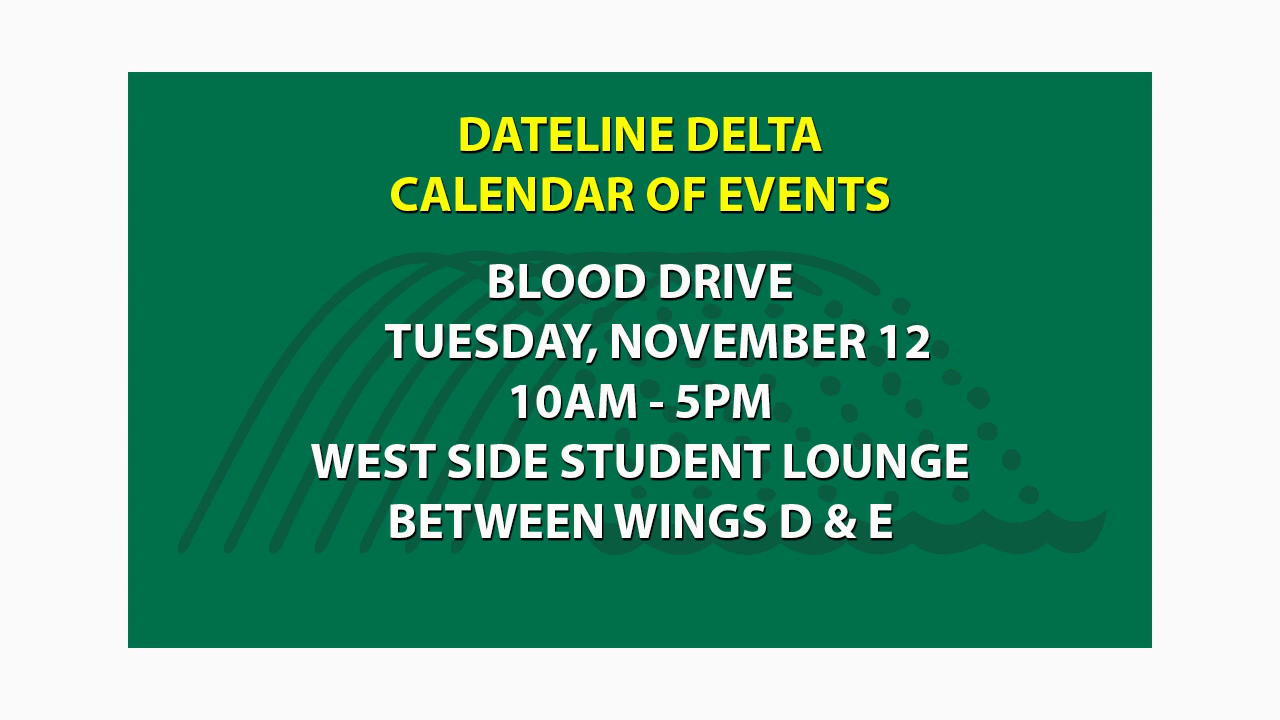 DATELINE DELTA
CALENDAR OF EVENTS
BLOOD DRIVE
TUESDAY, NOVEMBER 12
10AM - 5PM
WEST SIDE STUDENT LOUNGE
BETWEEN WINGS D & E